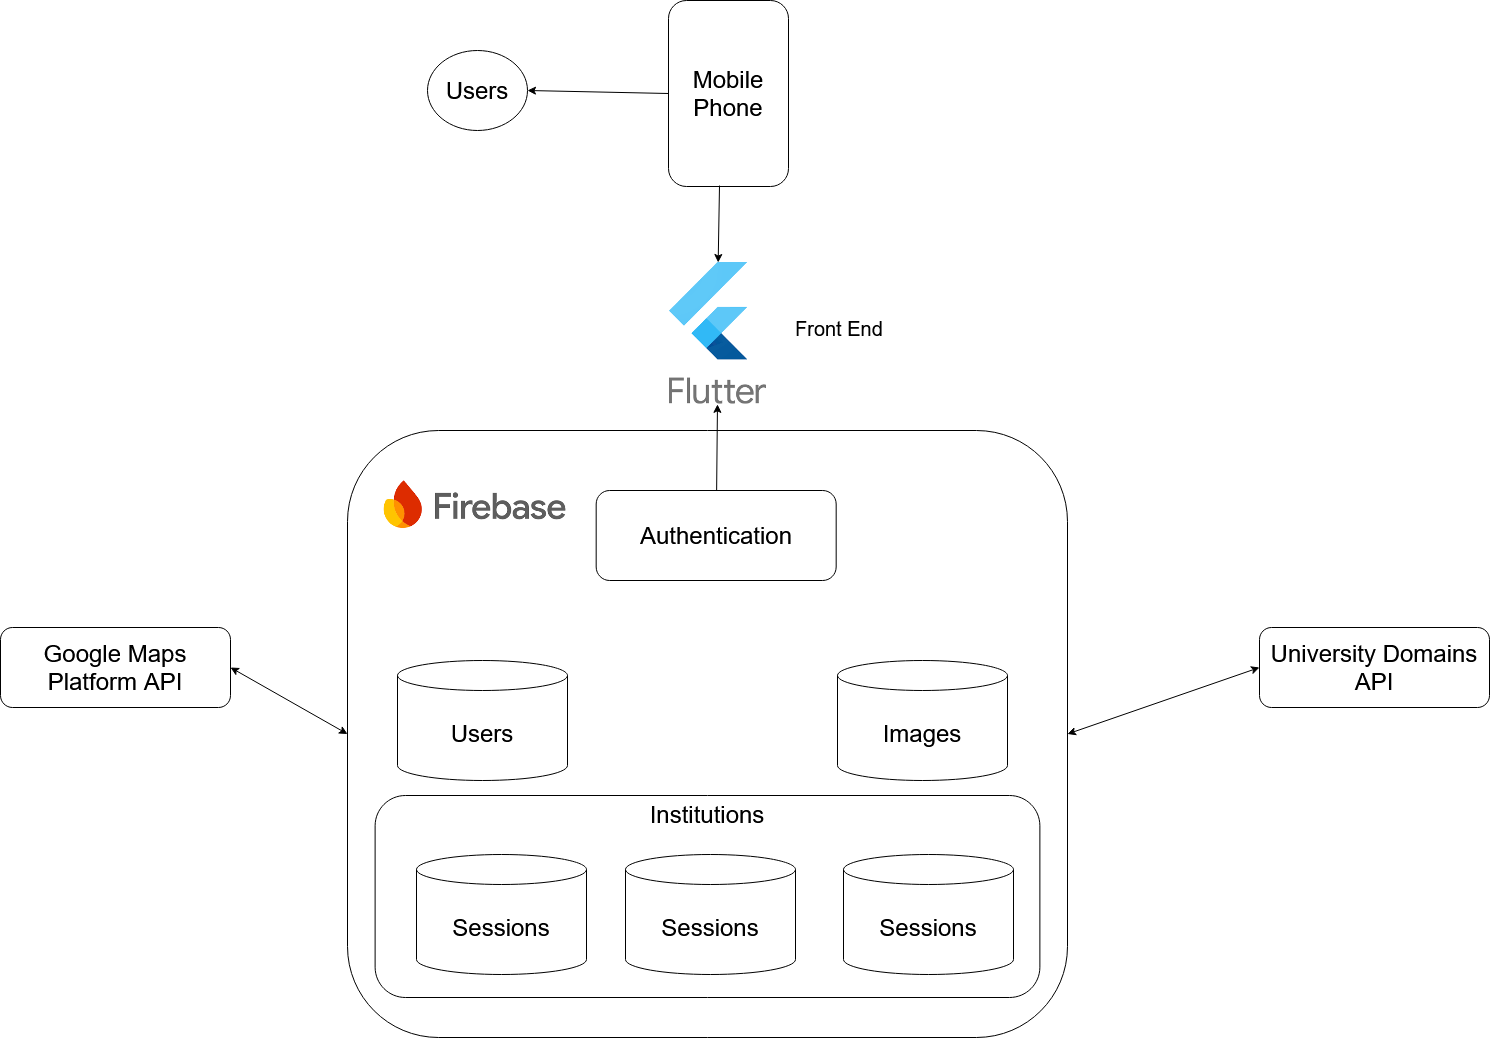 Mobile
Phone
Users
Front End
Flutter
Firebase
Authentication
Google Maps
Platform API
University Domains
API
Users
Images
Institutions
Sessions
Sessions
Sessions